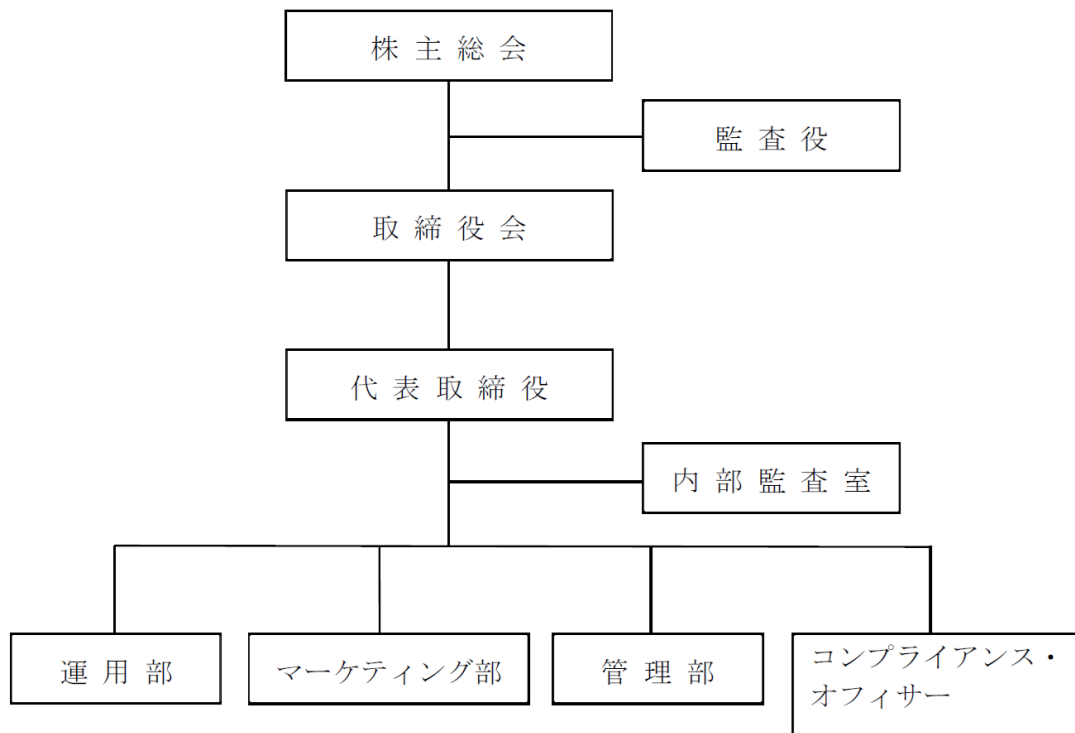 株主総会
監査役
取締役会
代表取締役
内部監査室
運用部
マーケティング部
管理部
コンプライアンス・
オフィサー